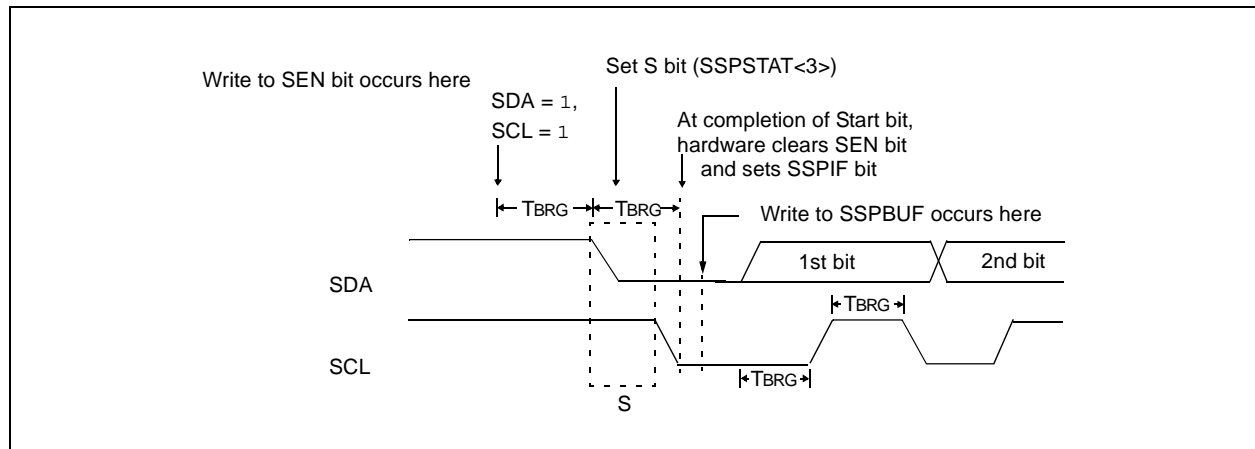 Write to SEN bit occurs here
Set S bit (SSPSTAT<3>)
SDA = 1,
SCL = 1
At completion of Start bit,
hardware clears SEN bit
and sets SSPIF bit
TBRG
TBRG
Write to SSPBUF occurs here
1st bit
2nd bit
SDA
TBRG
SCL
TBRG
S